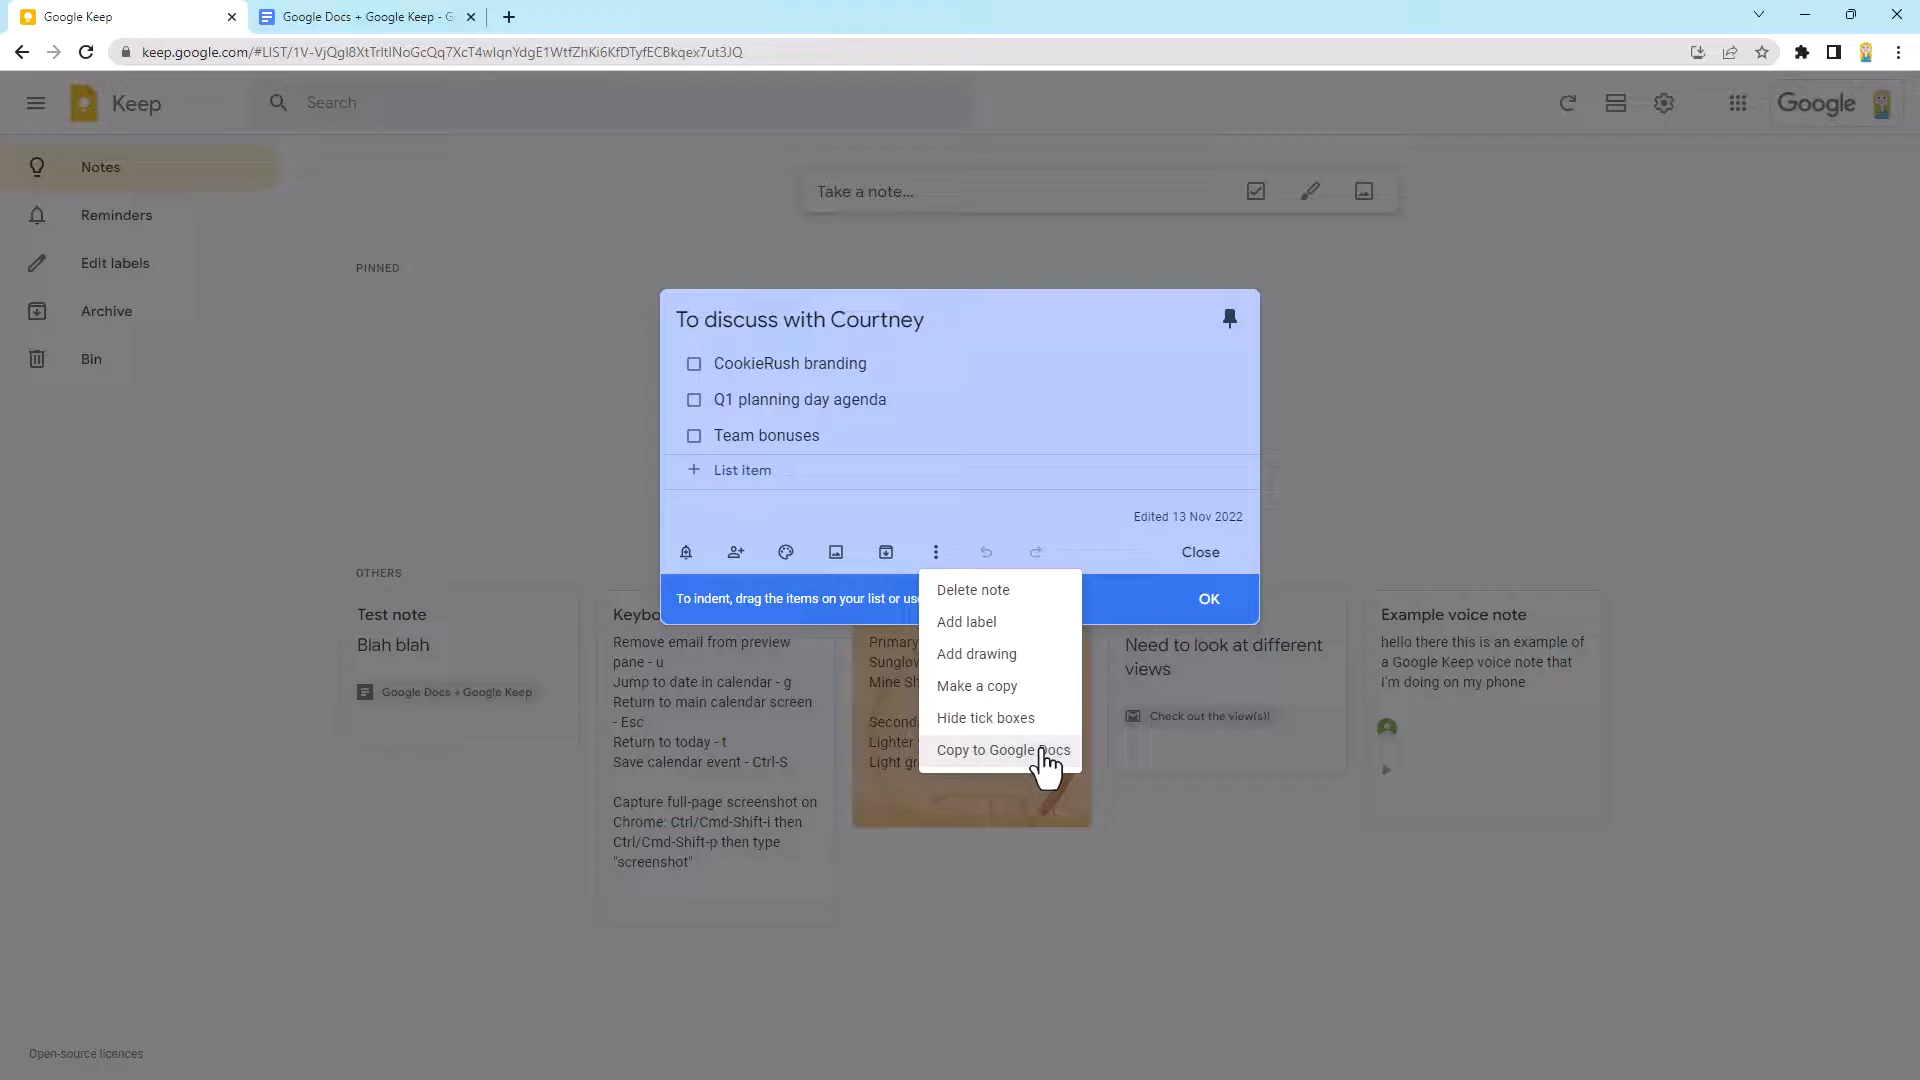 Google Keep
Google Docs + Google Keep - G
keep.google.com/#LIST/1V-VjQgI8XtTrltINoGcQq7XcT4wIqnYdgE1WtfZhKi6KfDTyfECBkqex7ut3JQ
Keep
Search
Google
Notes
Reminders
Edit labels
Archive
Bin
Take a note...
PINNED
To discuss with Courtney
CookieRush branding
Q1 planning day agenda
Team bonuses
List item
Edited 13 Nov 2022
Close
To indent, drag the items on your list or use
OK
Delete note
Add label
Add drawing
Make a copy
Hide tick boxes
Copy to Google Docs
OTHERS
Test note
Blah blah
Google Docs + Google Keep
Keybo
Remove email from preview
pane - u
Jump to date in calendar - g
Return to main calendar screen
- Esc
Return to today - t
Save calendar event - Ctrl-S
Capture full-page screenshot on
Chrome: Ctrl/Cmd-Shift-i then
Ctrl/Cmd-Shift-p then type
"screenshot"
Primary
Sunglow
Mine Sh
Second
Lighter
Light gr
Need to look at different
views
Check out the view(s)!
Example voice note
hello there this is an example of
a Google Keep voice note that
I'm doing on my phone
Open-source licences